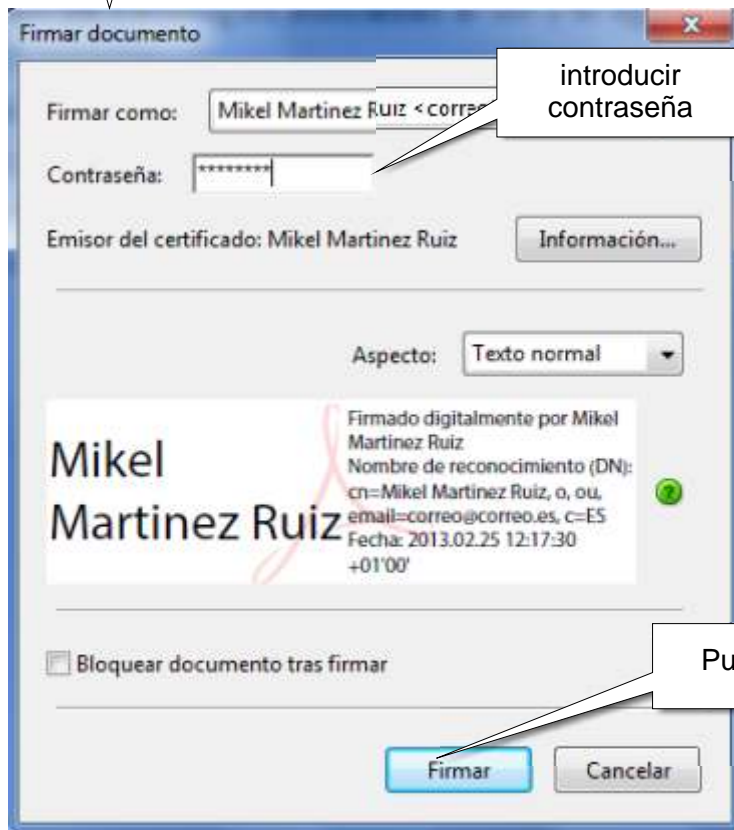 Firmar documento
introducir
contraseña
Firmar como: Mikel Martinez Ruiz <correo
Contraseña: ********
Emisor del certificado: Mikel Martinez Ruiz Información...
Aspecto: Texto normal
Mikel
Martinez Ruiz
Firmado digitalmente por Mikel
Martinez Ruiz
Nombre de reconocimiento (DN):
cn=Mikel Martinez Ruiz, o, ou,
email=correo@correo.es, c=ES
Fecha: 2013.02.25 12:17:30
+01'00'
Bloquear documento tras firmar
Pu
Firmar Cancelar